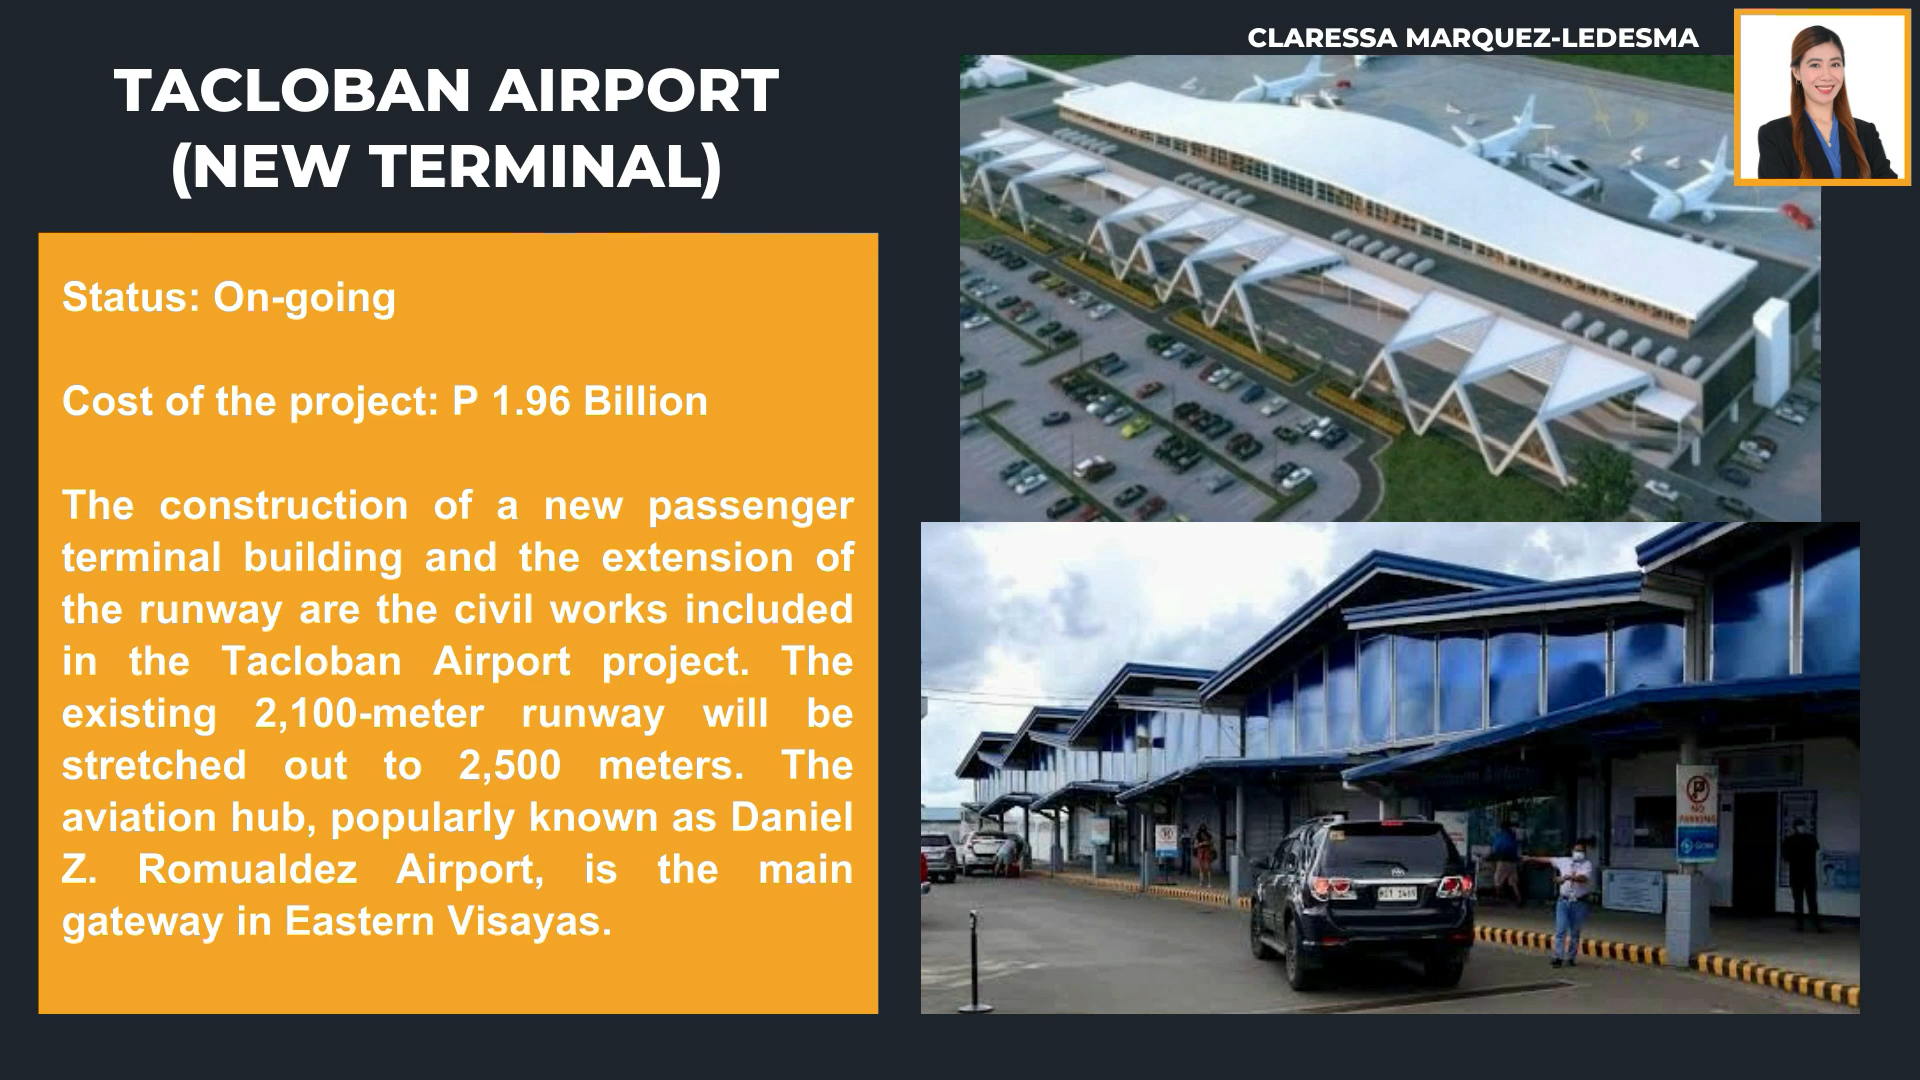 CLARESSA MARQUEZ-LEDESMA
TACLOBAN AIRPORT
(NEW TERMINAL)
Status: On-going
Cost of the project: P 1.96 Billion
The construction of a new passenger
terminal building and the extension of
the runway are the civil works included
in the Tacloban Airport project. The
existing 2,100-meter runway will be
stretched out to 2,500 meters. The
aviation hub, popularly known as Daniel
Z. Romualdez Airport, is the main
gateway in Eastern Visayas.
NO
PARKING